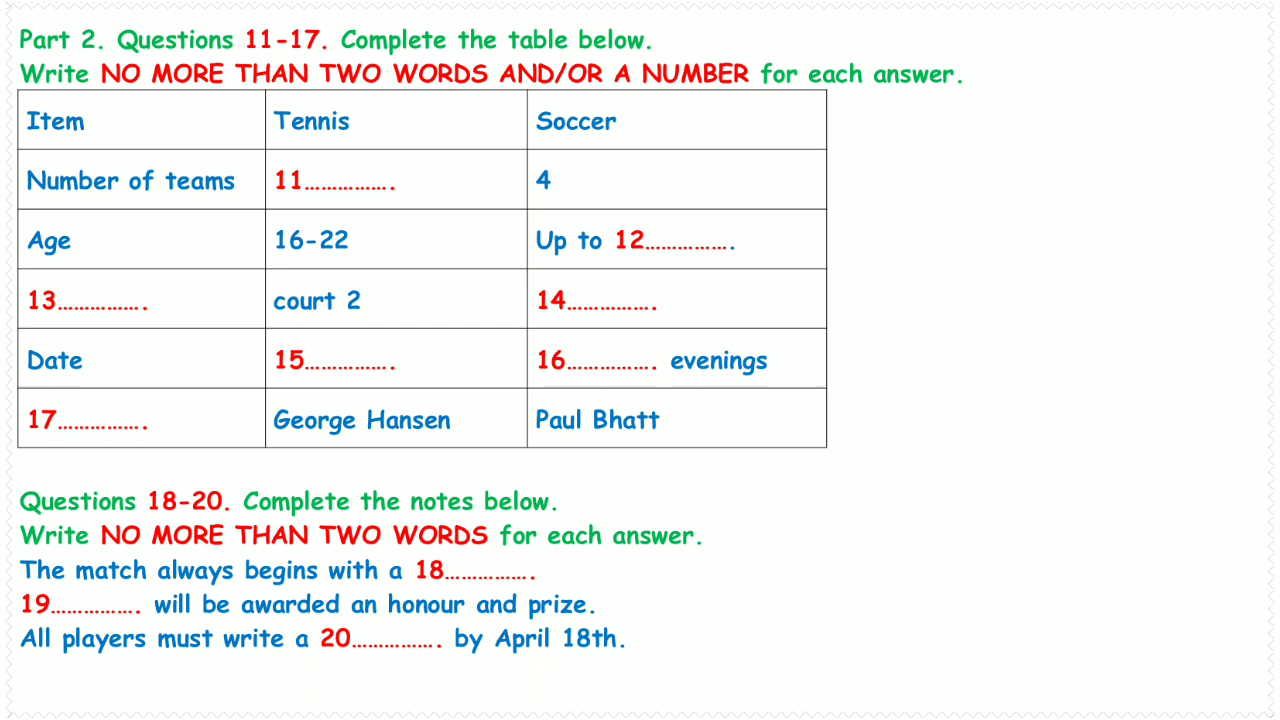 Part 2. Questions 11-17. Complete the table below.
Write NO MORE THAN TWO WORDS AND/OR A NUMBER for each answer.
Item Tennis Soccer
Number of teams 11……………. 4
Age 16-22 Up to 12…………….
13……………. court 2 14…………….
Date 15……………. 16……………. evenings
17……………. George Hansen Paul Bhatt
Questions 18-20. Complete the notes below.
Write NO MORE THAN TWO WORDS for each answer.
The match always begins with a 18…………….
19……………. will be awarded an honour and prize.
All players must write a 20……………. by April 18th.